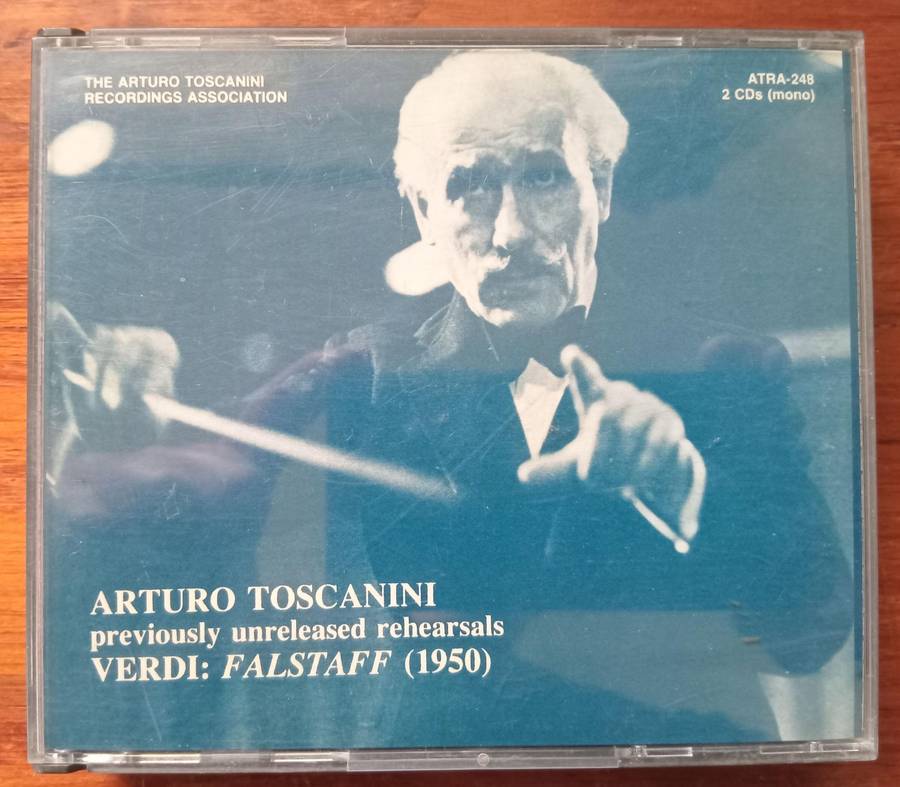 THE ARTURO TOSCANINI
RECORDINGS ASSOCIATION
ATRA-248
2 CDs (mono)
ARTURO TOSCANINI
previously unreleased rehearsals
VERDI: FALSTAFF (1950)